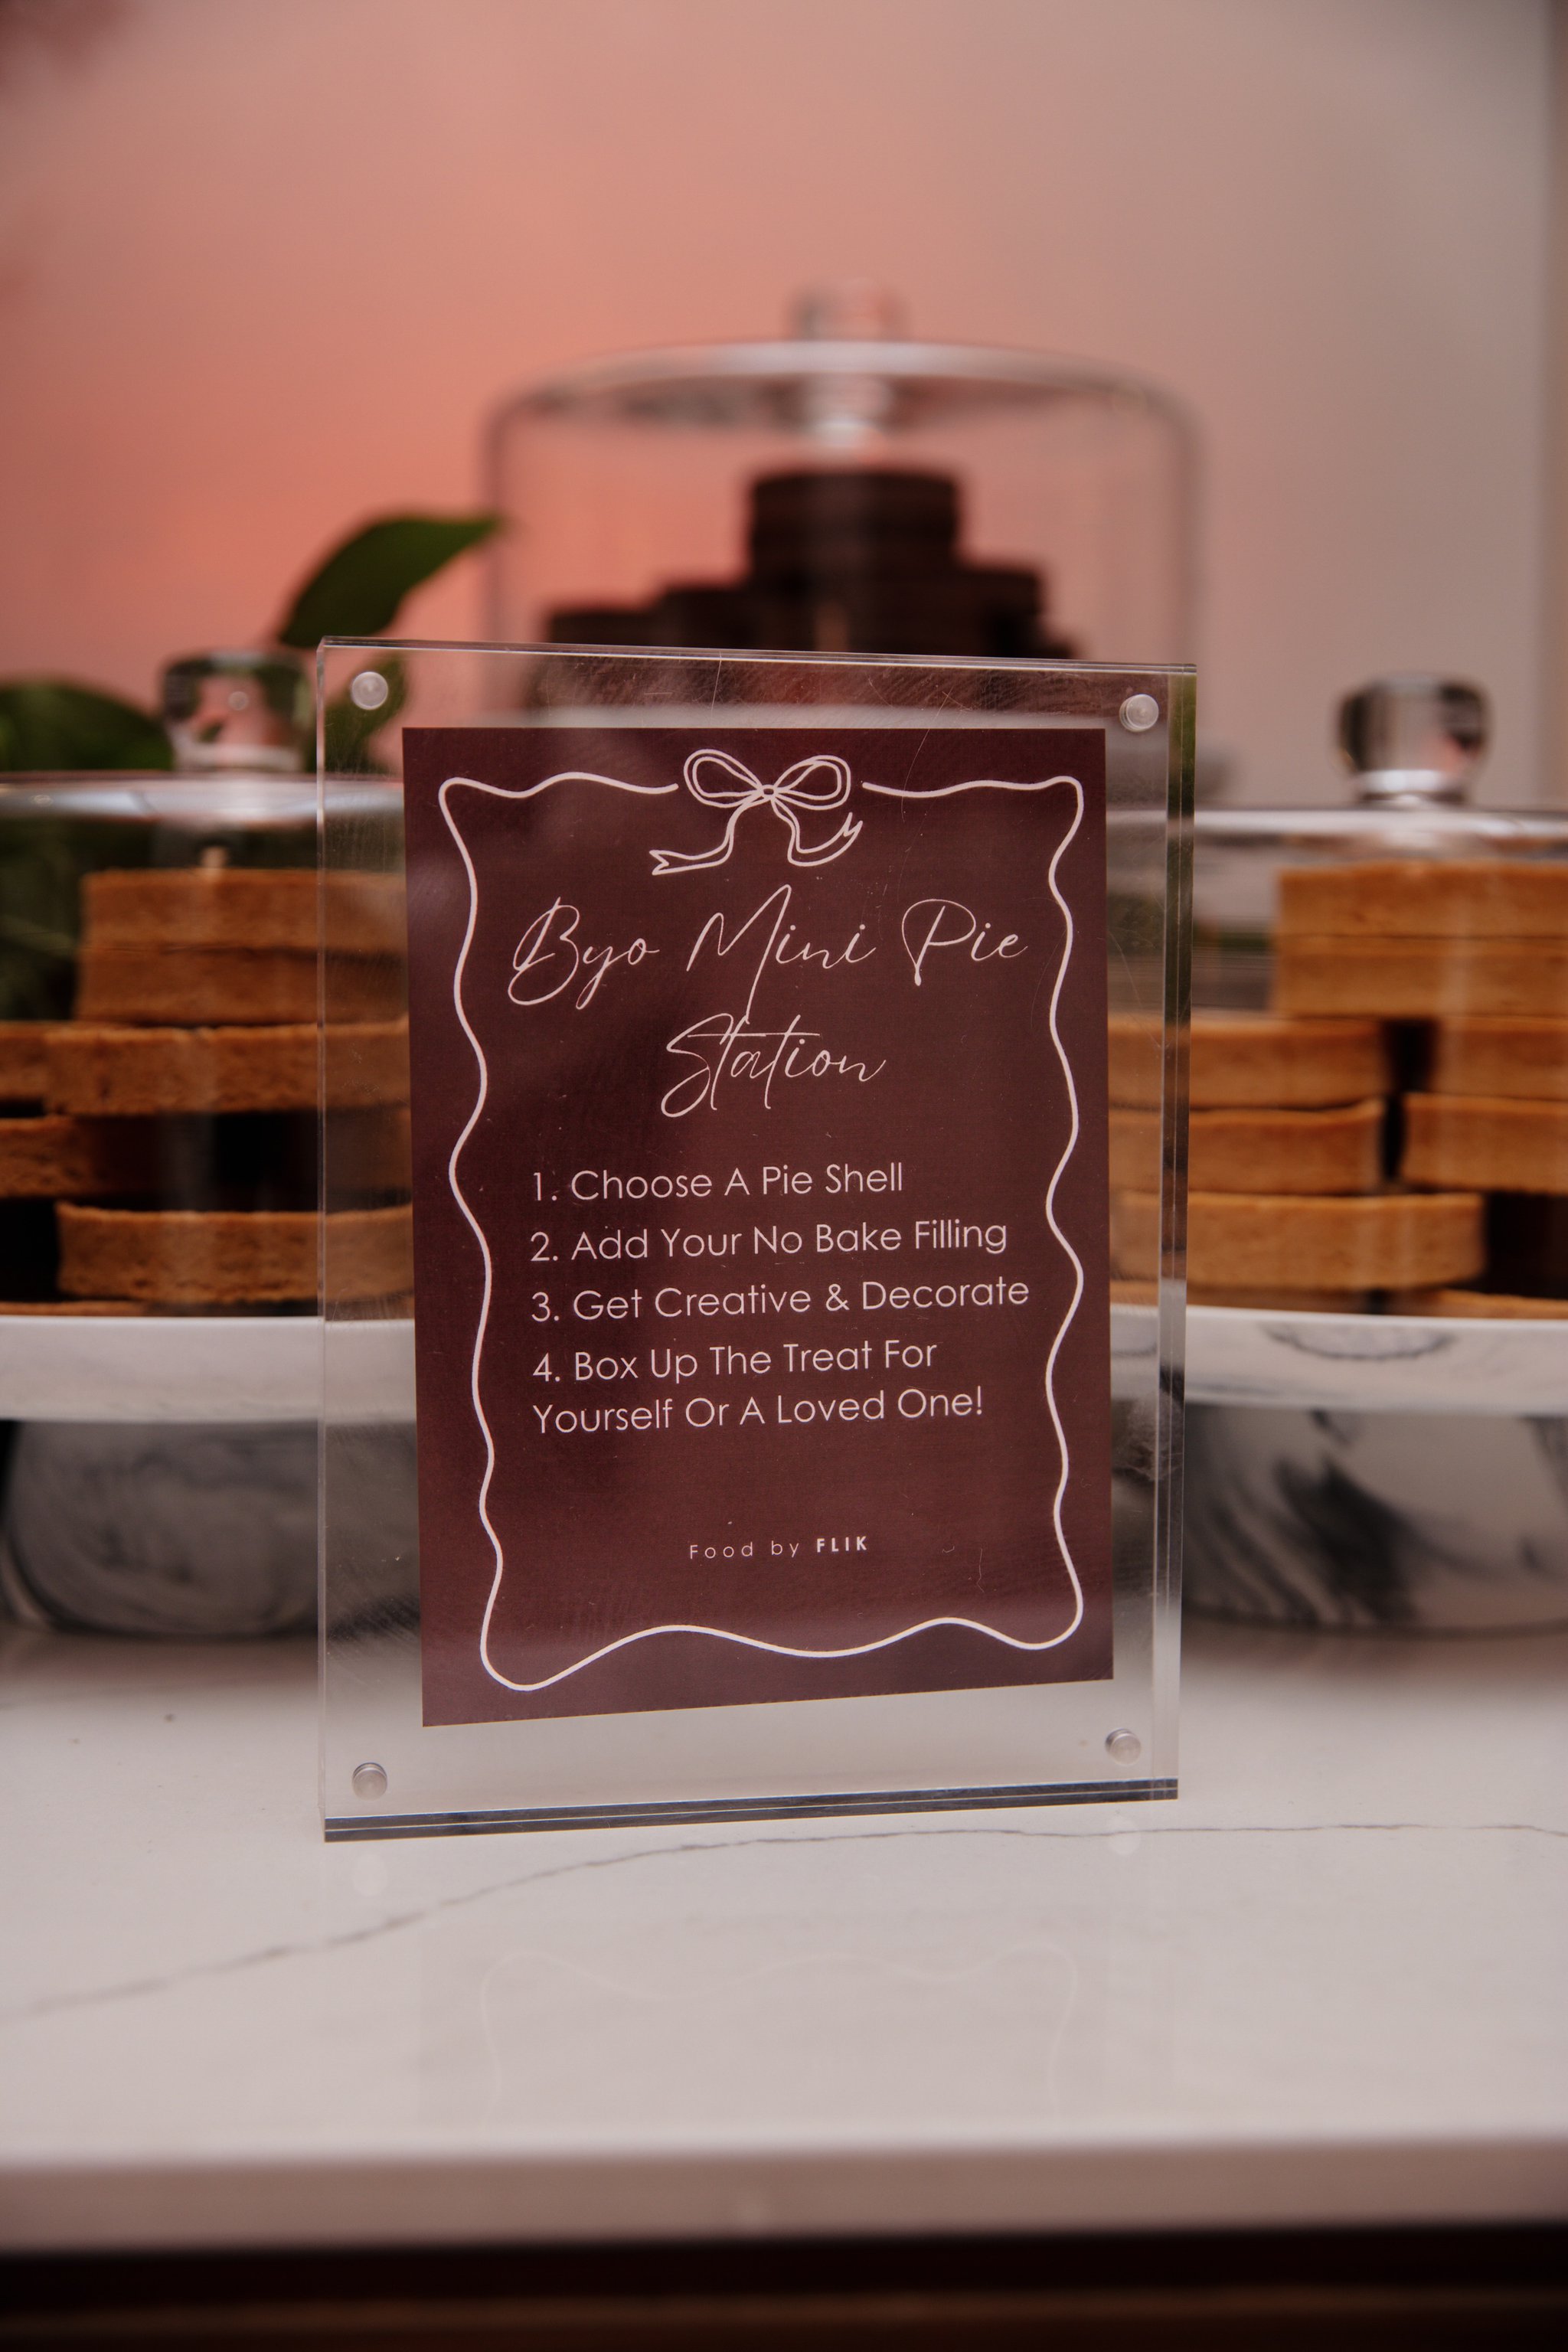 Byo Mini Pie
Station
1. Choose A Pie Shell
2. Add Your No Bake Filling
3. Get Creative & Decorate
4. Box Up The Treat For
Yourself Or A Loved One!
Food by FLIK